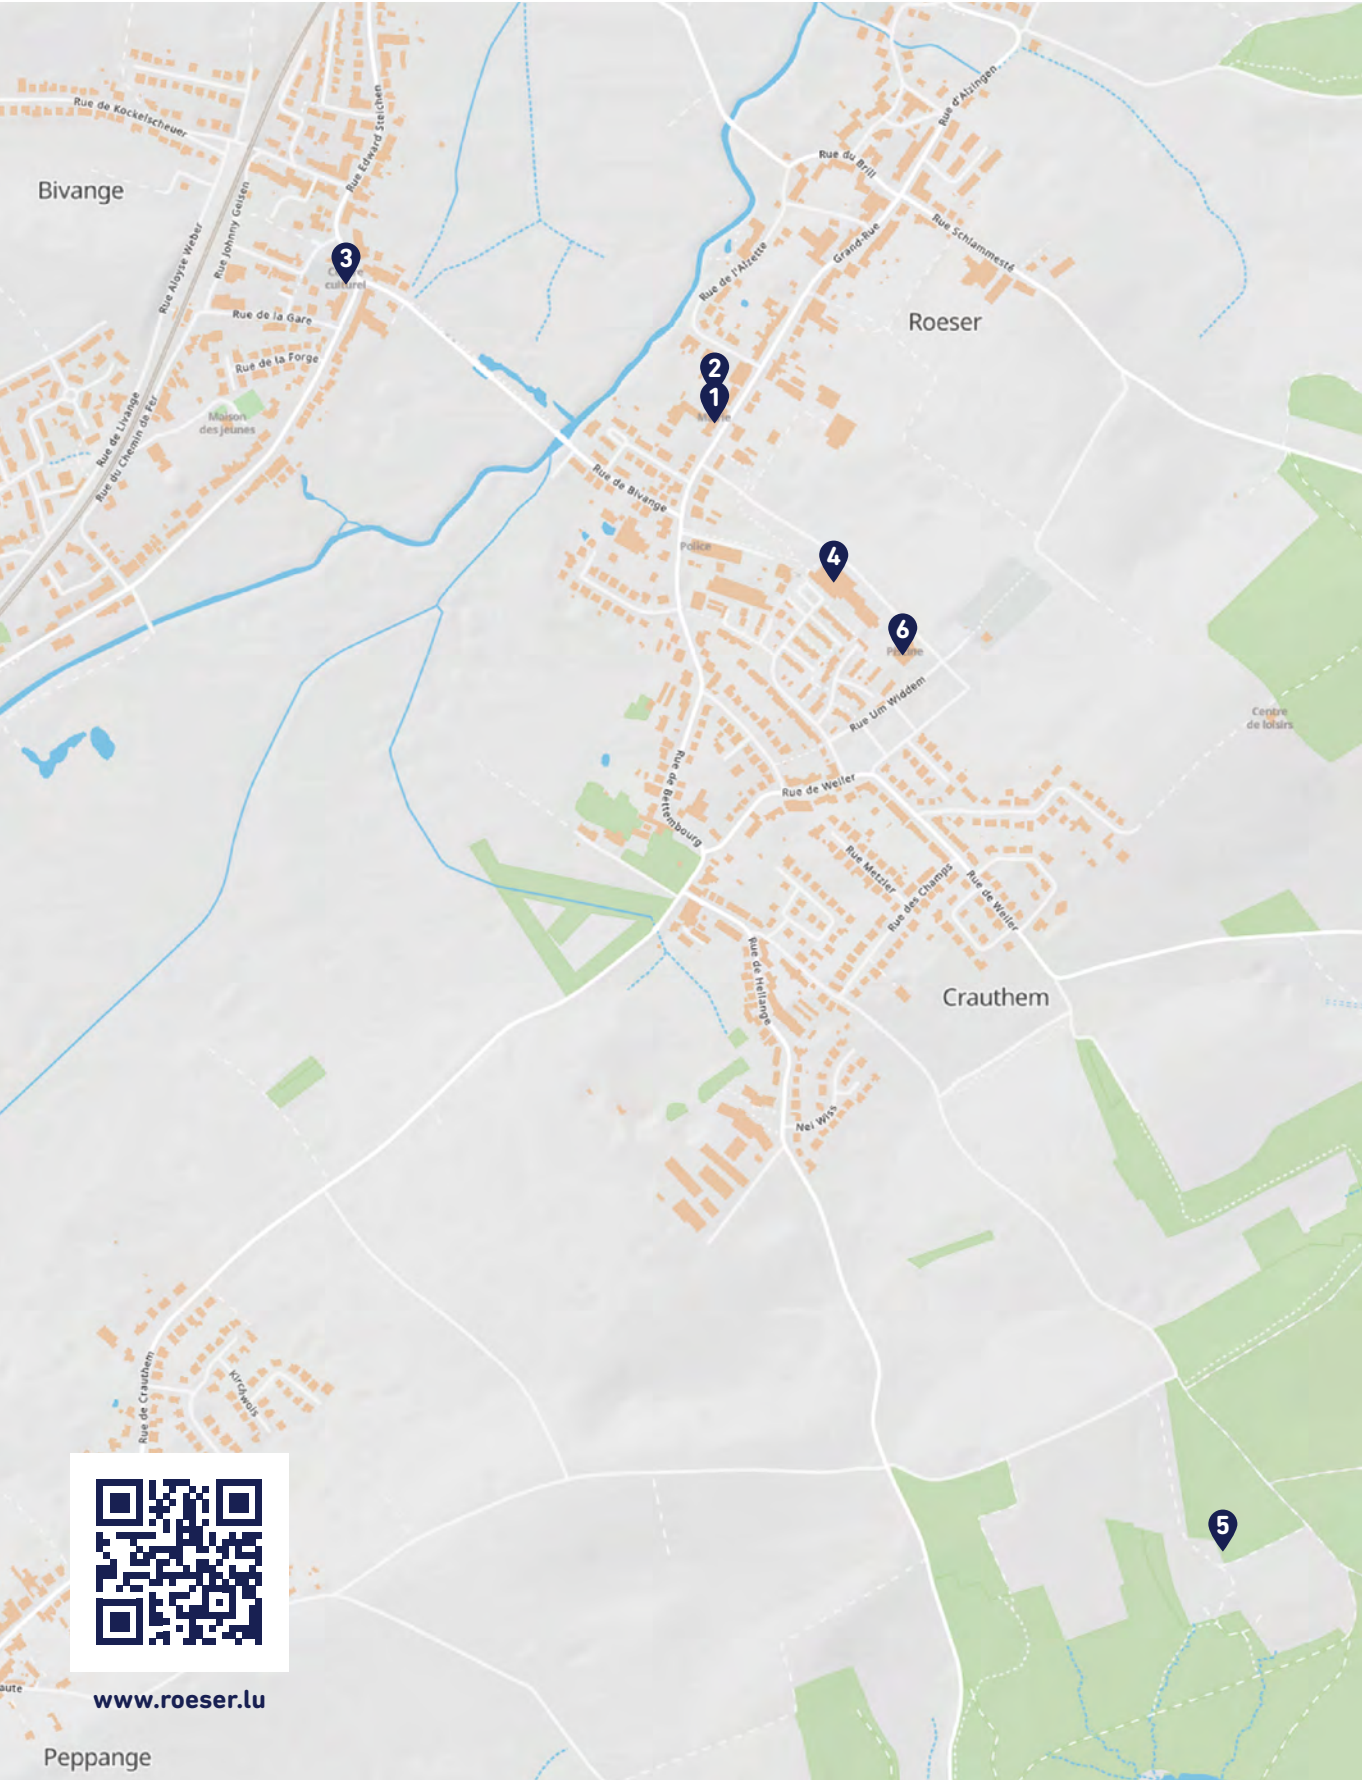 Rue de Kockelscheuer
Rue Edward Steichen
Rue d'Alzingen
Rue du Brill
Bivange
Rue Johnny Geisen
Rue Aloyse Weber
Rue Schlammesté
Grand-Rue
Rue de l'Alzette
3
culturel
Rue de la Gare
Roeser
Rue de la Forge
2
1
Maison
des jeunes
Rue de Livange
Rue du Chemin de Fer
Rue de Bivange
Police
4
6
Rue Um Widdem
Centre
de loisirs
Rue de Bettembourg
Rue de Weiler
Rue Metzler
Rue des Champs
Rue de Weiler
Rue de Hellange
Crauthem
Nei Wiss
Rue de Crauthem
Kirchwois
5
www.roeser.lu
aute
Peppange